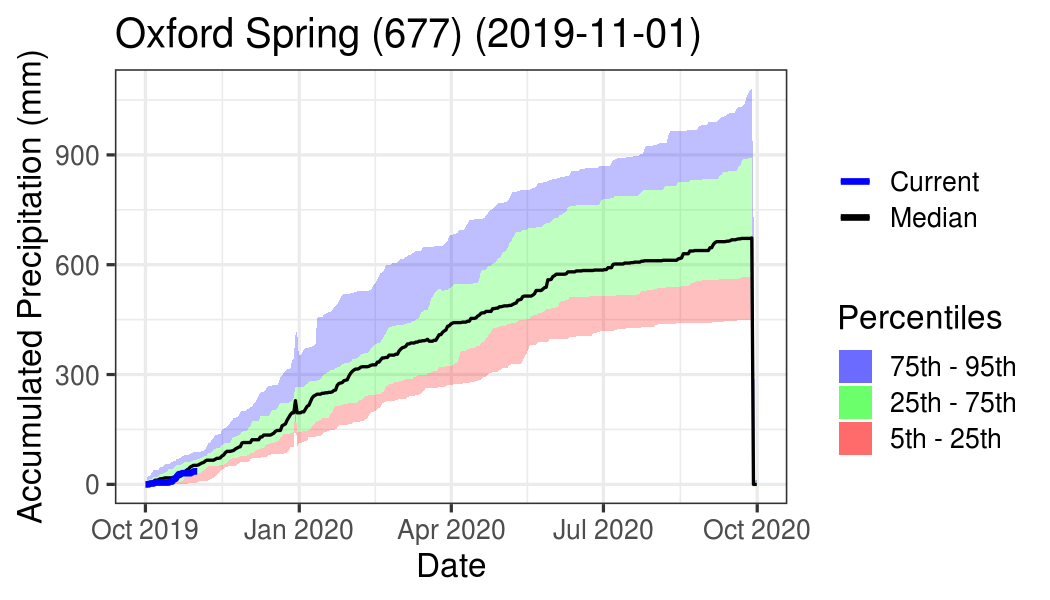 Oxford Spring (677) (2019-11-01)
Accumulated Precipitation (mm)
900
600
300
0
Oct 2019 Jan 2020 Apr 2020 Jul 2020 Oct 2020
Date
Current
Median
Percentiles
75th - 95th
25th - 75th
5th - 25th